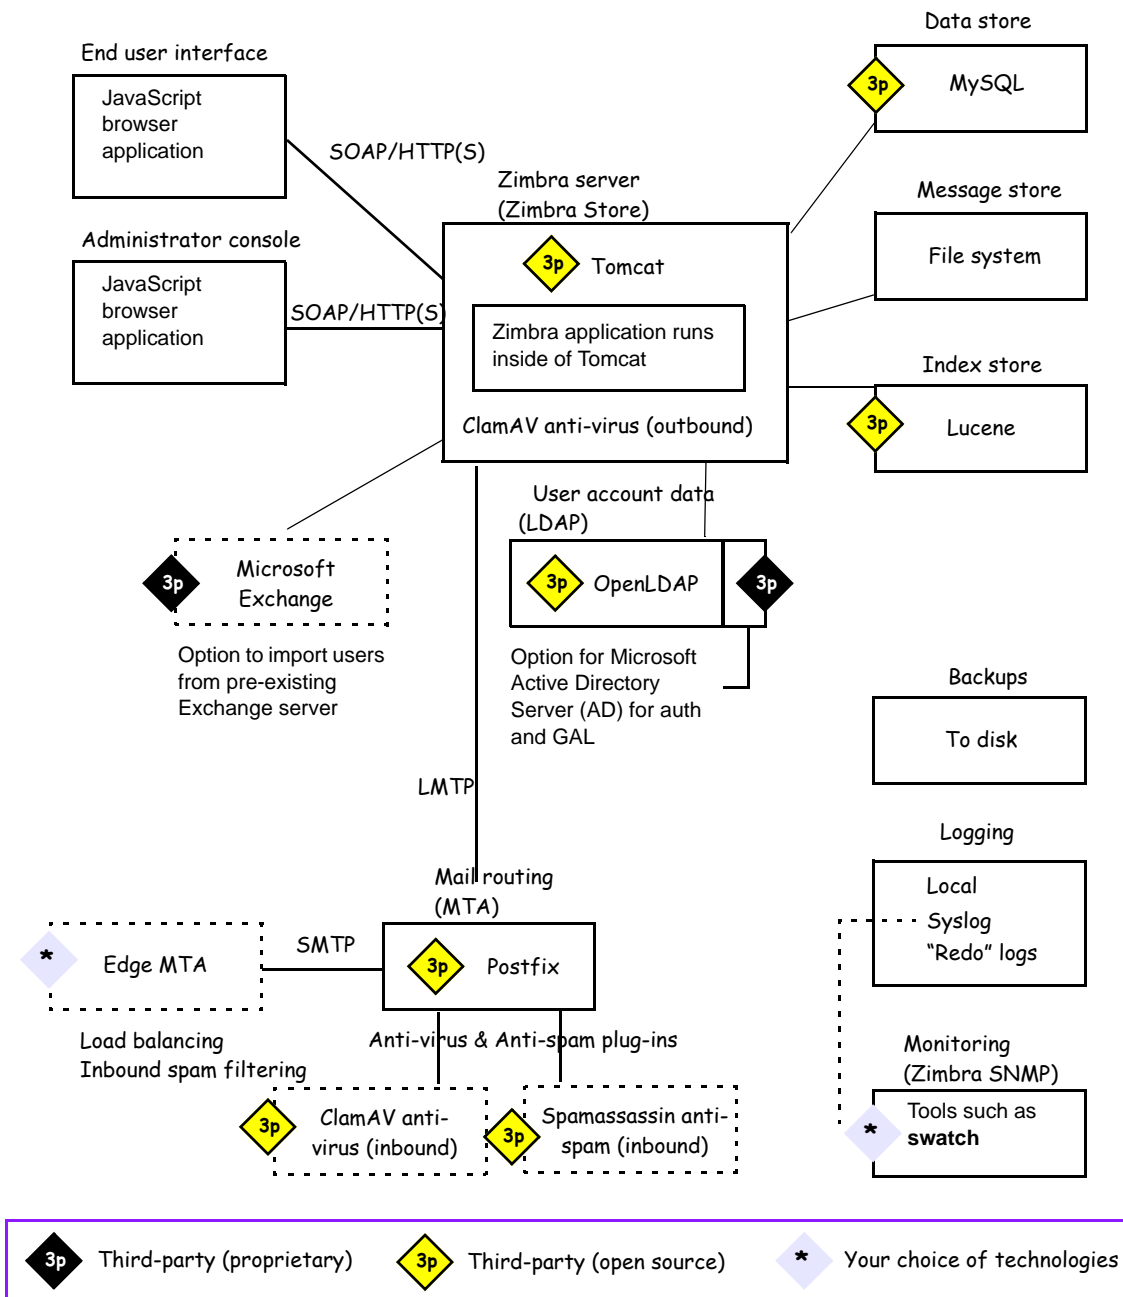 Data store
End user interface
3p
MySQL
JavaScript
browser
application
SOAP/HTTP(S)
Zimbra server
(Zimbra Store)
Message store
File system
Administrator console
3p
Tomcat
JavaScript
browser
application
SOAP/HTTP(S)
Zimbra application runs
inside of Tomcat
Index store
3p
Lucene
ClamAV anti-virus (outbound)
User account data
(LDAP)
3p
Microsoft
Exchange
3p
OpenLDAP
3p
Option to import users
from pre-existing
Exchange server
Option for Microsoft
Active Directory
Server (AD) for auth
and GAL
Backups
To disk
LMTP
Logging
Local
Syslog
“Redo” logs
Mail routing
(MTA)
*
Edge MTA
SMTP
3p
Postfix
Load balancing
Inbound spam filtering
Anti-virus & Anti-spam plug-ins
3p
ClamAV anti-
virus (inbound)
3p
Spamassassin anti-
spam (inbound)
Monitoring
(Zimbra SNMP)
*
Tools such as
swatch
3p
Third-party (proprietary)
3p
Third-party (open source)
*
Your choice of technologies